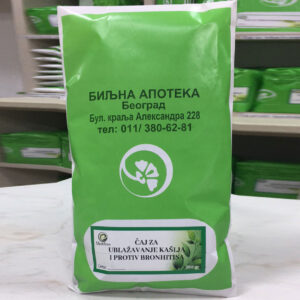 БИЉНА АПОТЕКА
Београд
Бул. краља Александра 228
тел: 011/ 380-62-81
ČAJ ZA
UBLAŽAVANJE KAŠLJA
I PROTIV BRONHITISA